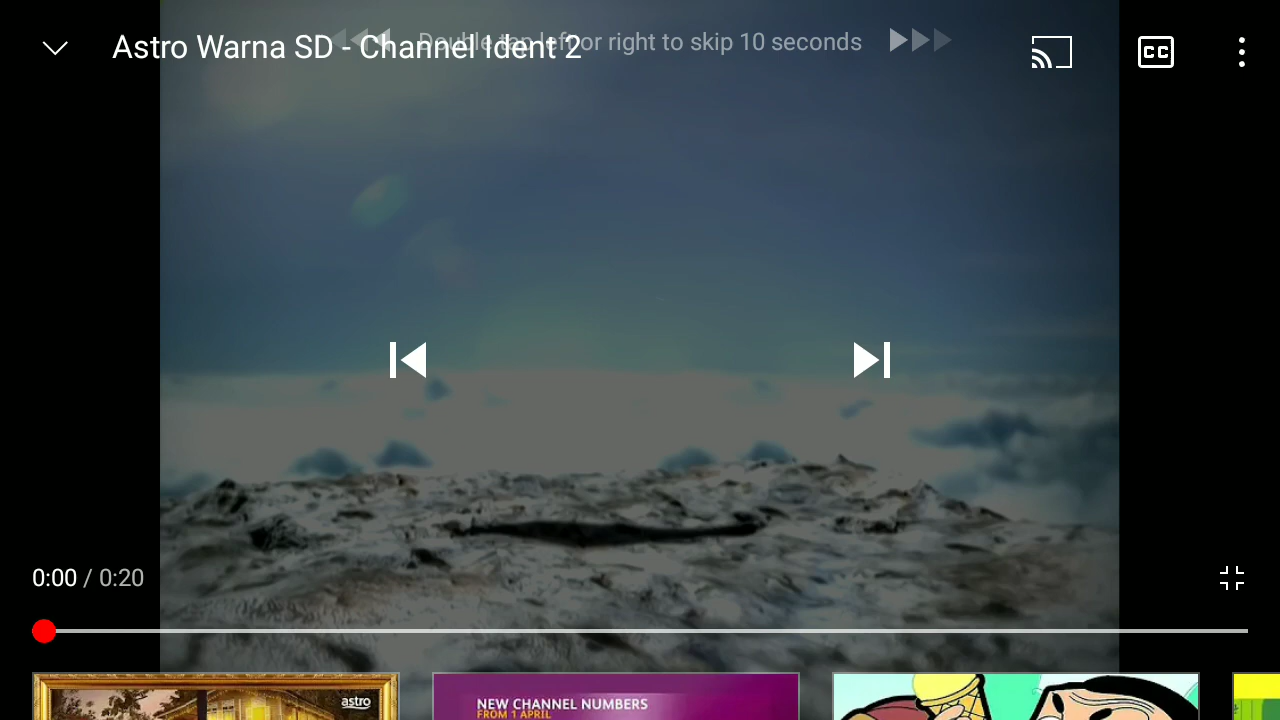 Astro Warna SD - Channel Ident 2
Double tap left or right to skip 10 seconds
CC
0:00 / 0:20
astro
NEW CHANNEL NUMBERS
FROM 1 APRIL